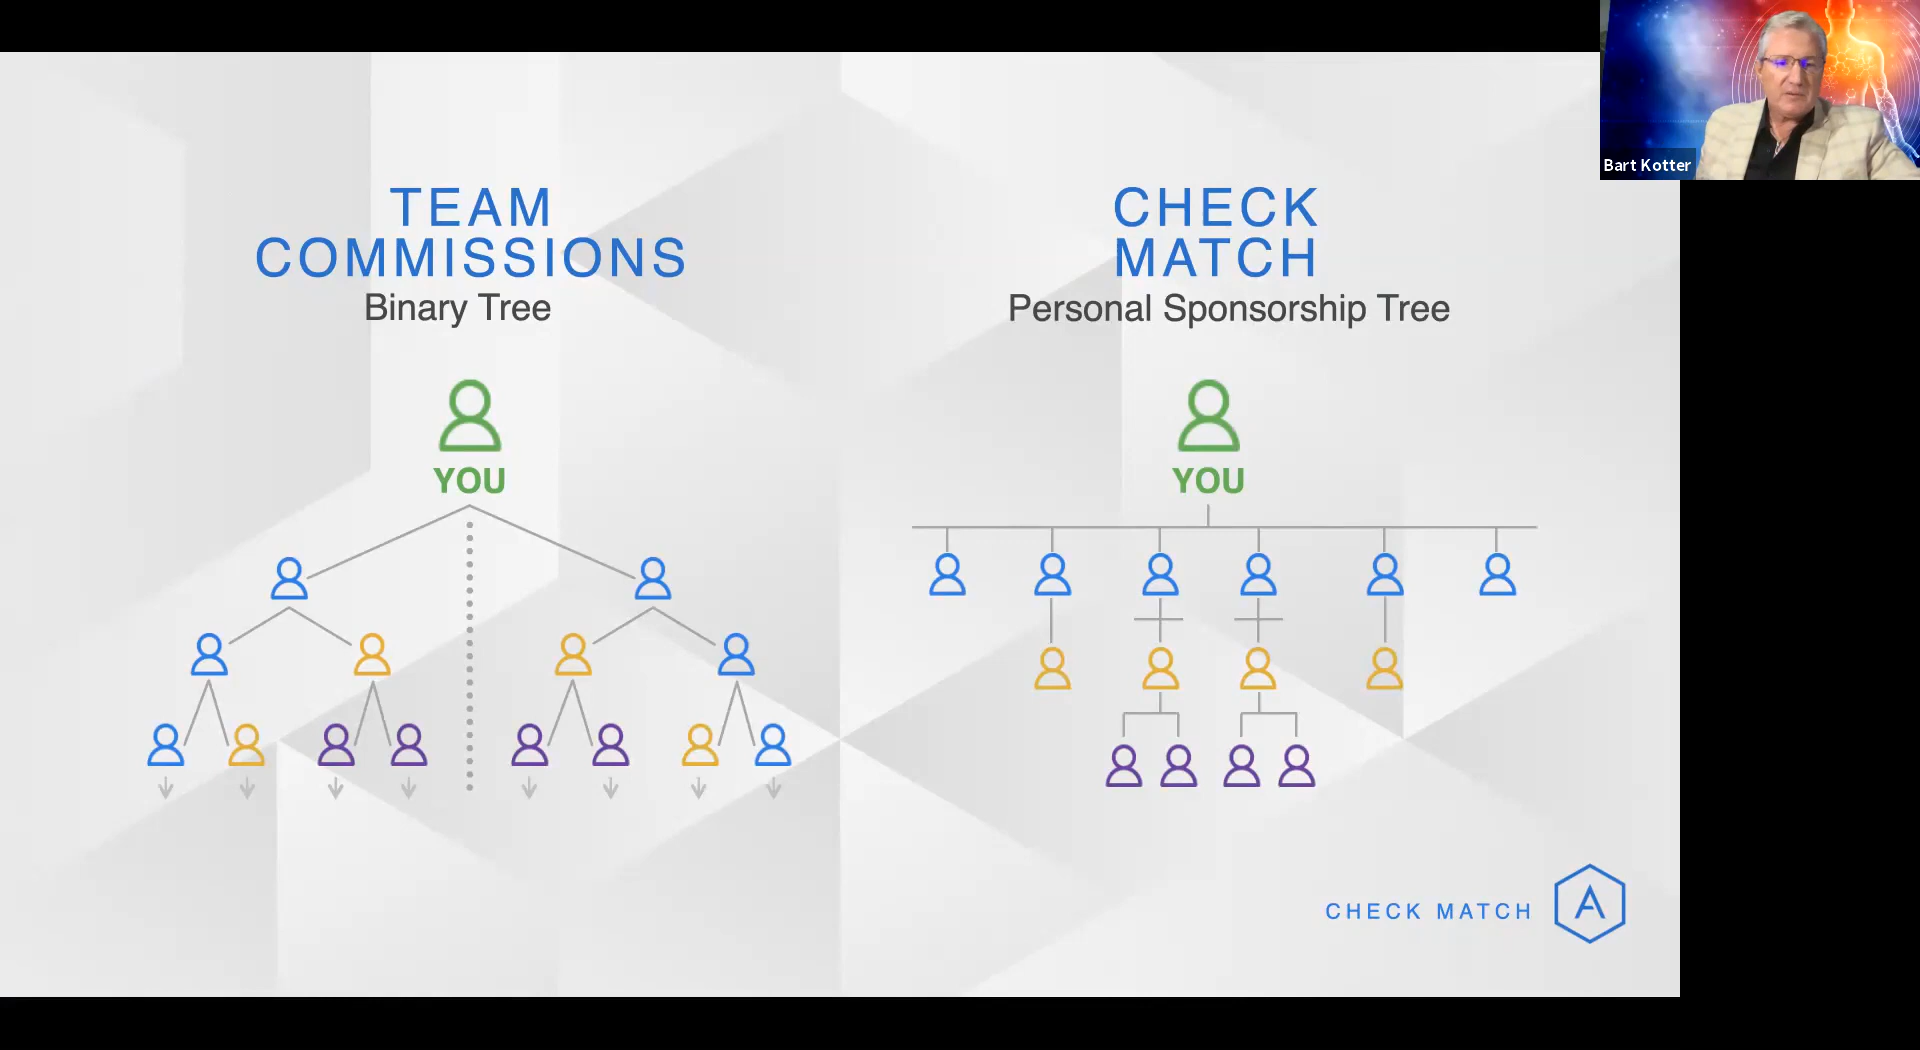 TEAM
COMMISSIONS
Binary Tree
YOU
CHECK
MATCH
Personal Sponsorship Tree
YOU
CHECK MATCH
A
Bart Kotter